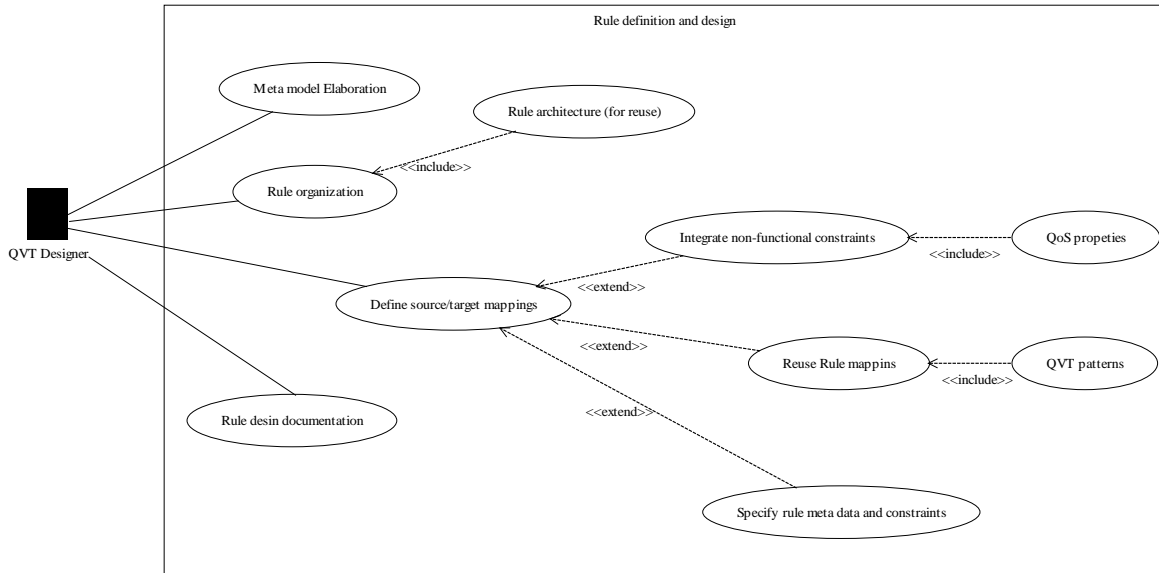 Rule definition and design
Meta model Elaboration
Rule architecture (for reuse)
<<include>>
Rule organization
QVT Designer
Integrate non-functional constraints
QoS propeties
<<include>>
<<extend>>
Define source/target mappings
<<extend>>
Reuse Rule mappins
QVT patterns
<<include>>
<<extend>>
Rule desin documentation
Specify rule meta data and constraints